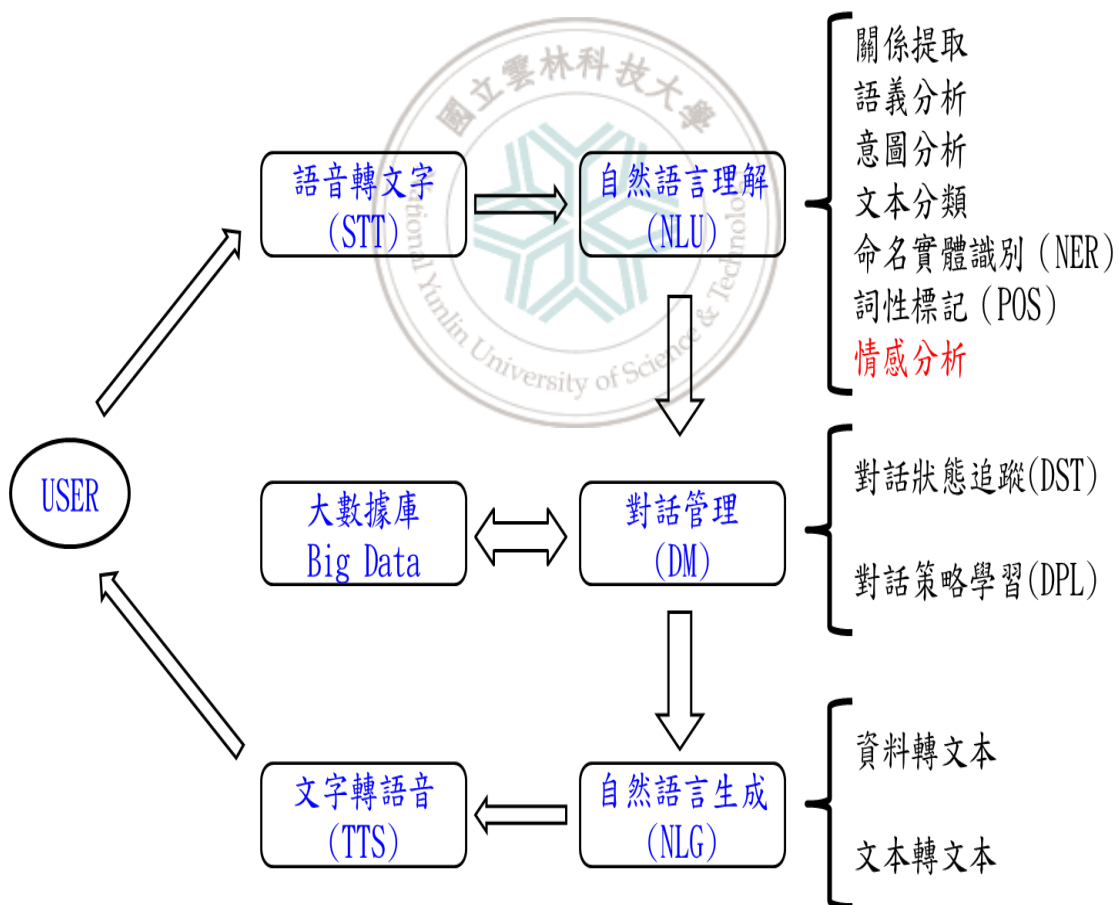 國立雲林科技大學
National Yunlin University of Science & Technology
語音轉文字
(STT)
自然語言理解
(NLU)
關係提取
語義分析
意圖分析
文本分類
命名實體識別（NER）
詞性標記（POS）
情感分析
USER
大數據庫
Big Data
對話管理
(DM)
對話狀態追蹤(DST)
對話策略學習(DPL)
文字轉語音
(TTS)
自然語言生成
(NLG)
資料轉文本
文本轉文本